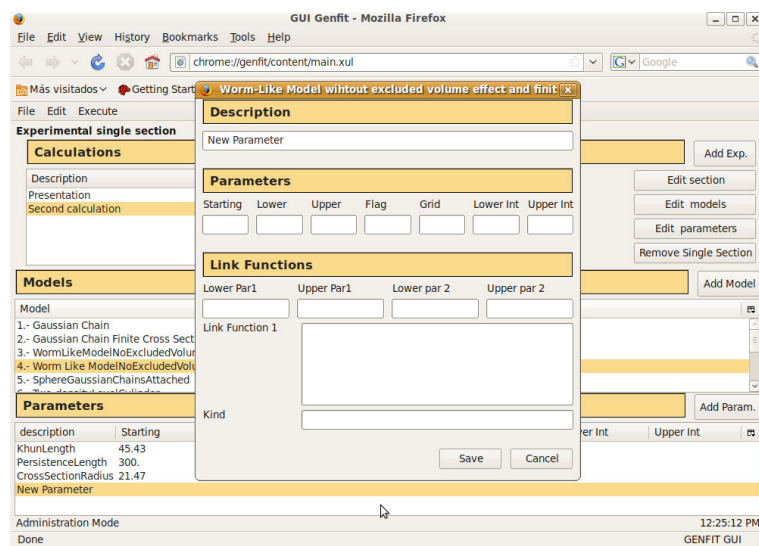 GUI Genfit - Mozilla Firefox
File Edit View History Bookmarks Tools Help
chrome://genfit/content/main.xul
Google
Más visitados Getting Start
Worm-Like Model wihtout excluded volume effect and finit
File Edit Execute
Description
Experimental single section
New Parameter
Calculations
Add Exp.
Description
Parameters
Edit section
Presentation
Starting Lower Upper Flag Grid Lower Int Upper Int
Edit models
Second calculation
Edit parameters
Remove Single Section
Link Functions
Models
Add Model
Lower Par1 Upper Par1 Lower par 2 Upper par 2
Model
1.- Gaussian Chain
Link Function 1
2.- Gaussian Chain Finite Cross Sect
3.- WormLikeModelNoExcludedVolur
4.- Worm Like ModelNoExcludedVolu
5.- SphereGaussianChainsAttached
Parameters
Add Param.
Kind
description Starting
er Int Upper Int
KhunLength 45.43
PersistenceLength 300.
Save Cancel
CrossSectionRadius 21.47
New Parameter
Administration Mode
12:25:12 PM
Done
GENFIT GUI